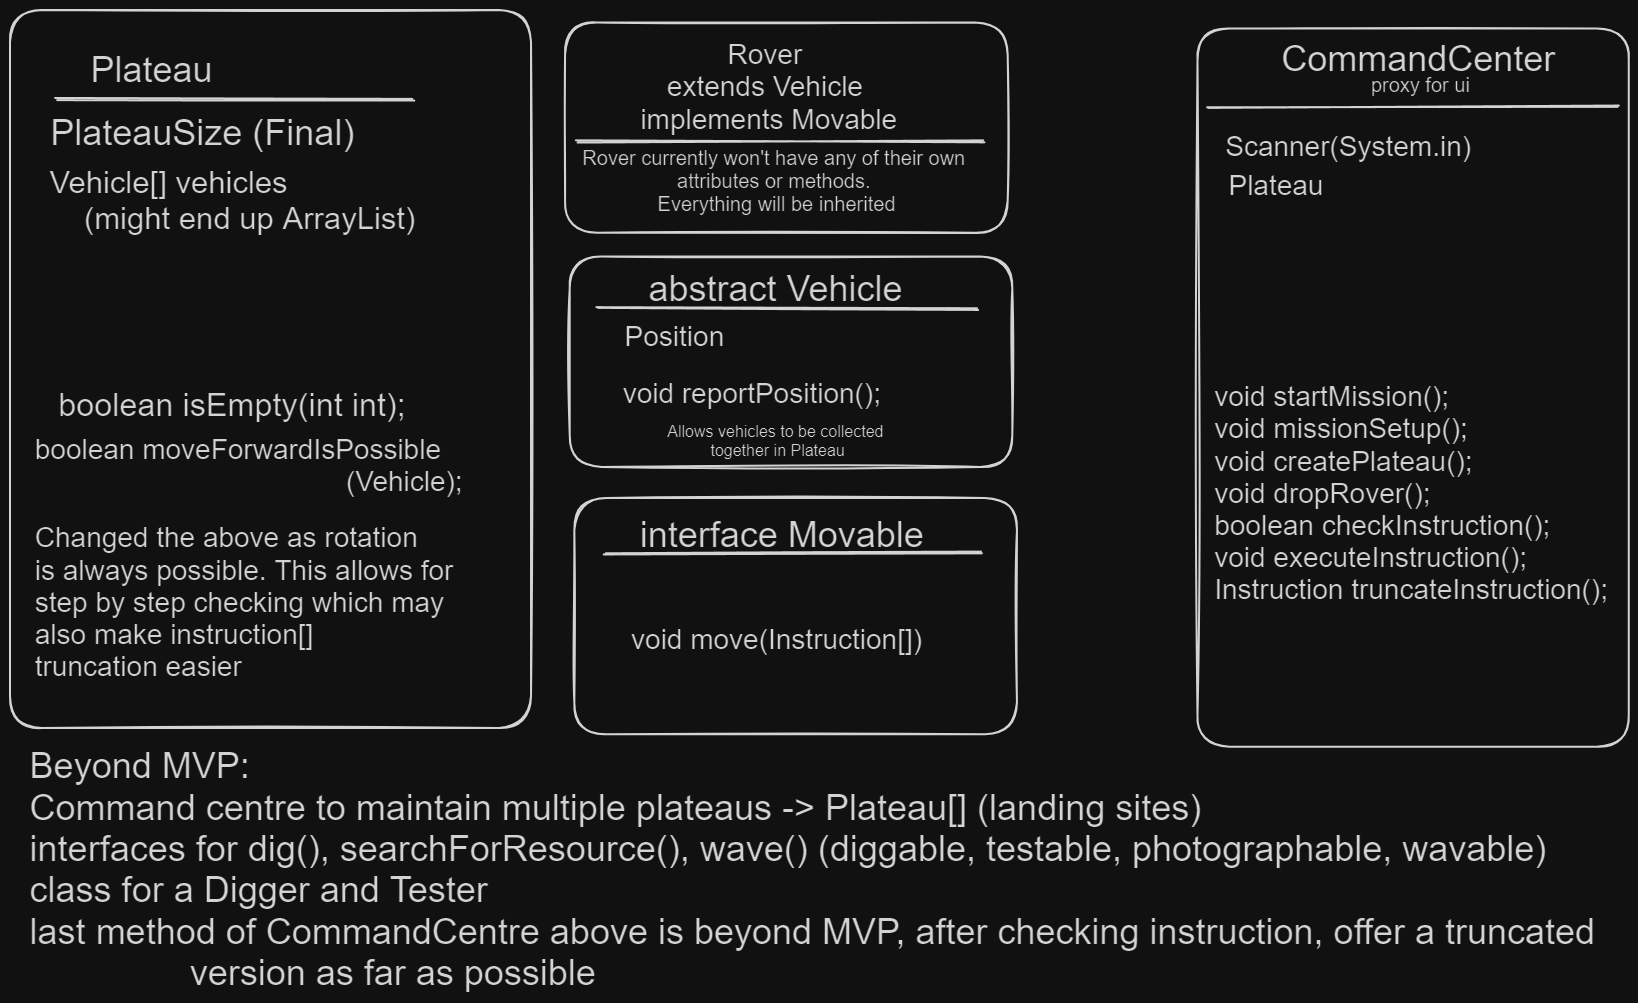 Plateau
PlateauSize (Final)
Vehicle[] vehicles
(might end up ArrayList)
boolean isEmpty(int int);
boolean moveForwardIsPossible
(Vehicle);
Changed the above as rotation
is always possible. This allows for
step by step checking which may
also make instruction[]
truncation easier
Rover
extends Vehicle
implements Movable
Rover currently won't have any of their own
attributes or methods.
Everything will be inherited
abstract Vehicle
Position
void reportPosition();
Allows vehicles to be collected
together in Plateau
interface Movable
void move(Instruction[])
CommandCenter
proxy for ui
Scanner(System.in)
Plateau
void startMission();
void missionSetup();
void createPlateau();
void dropRover();
boolean checkInstruction();
void executeInstruction();
Instruction truncateInstruction();
Beyond MVP:
Command centre to maintain multiple plateaus -> Plateau[] (landing sites)
interfaces for dig(), searchForResource(), wave() (diggable, testable, photographable, wavable)
class for a Digger and Tester
last method of CommandCentre above is beyond MVP, after checking instruction, offer a truncated
version as far as possible